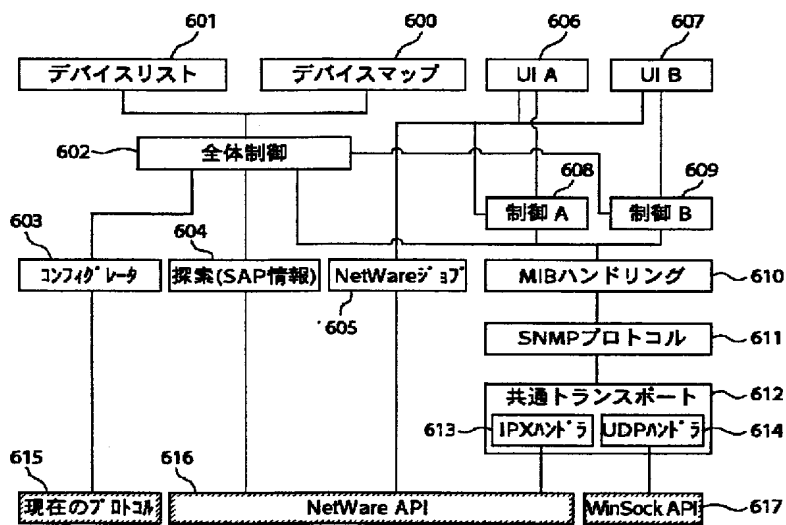 601
600
606
607
デバイスリスト
デバイスマップ
UI A
UI B
602
全体制御
608
609
制御 A
制御 B
603
604
コンフィグレータ
探索(SAP情報)
NetWareジョブ
605
MIBハンドリング
610
SNMPプロトコル
611
共通トランスポート
612
613
IPXハンドラ
UDPハンドラ
614
615
616
現在のプロトコル
NetWare API
WinSock API
617